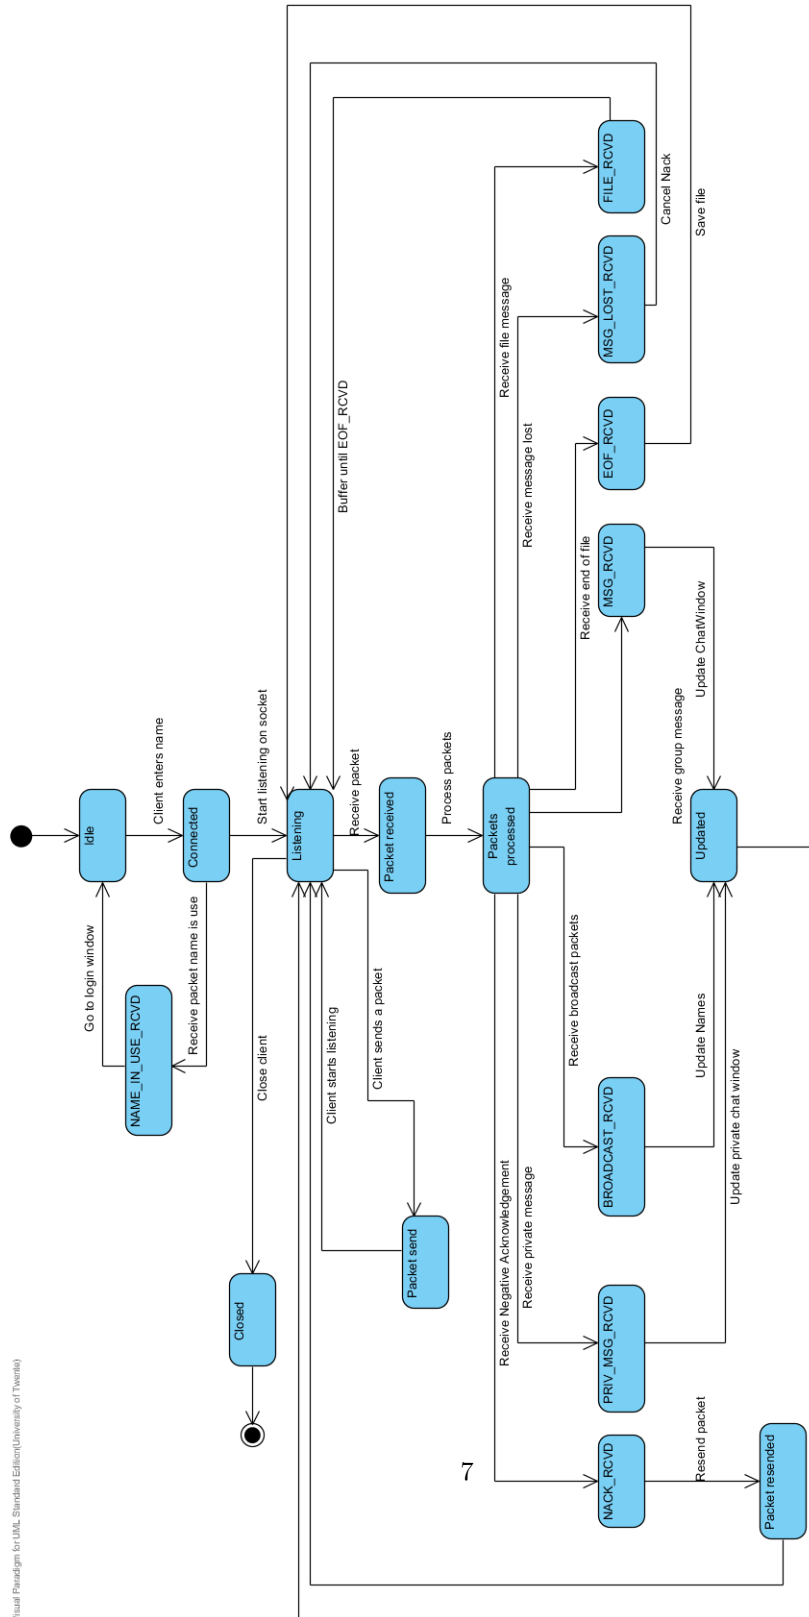 Visual Paradigm for UML Standard Edition(University of Twente)
Idle
Client enters name
Go to login window
NAME_IN_USE_RCVD
Receive packet name is use
Connected
Start listening on socket
Closed
Close client
Listening
Client starts listening
Client sends a packet
Packet send
Receive packet
Buffer until EOF_RCVD
Packet received
Process packets
Packets
processed
Receive Negative Acknowledgement
Receive private message
Receive broadcast packets
Receive file message
Receive message lost
Receive end of file
Receive group message
NACK_RCVD
PRIV_MSG_RCVD
BROADCAST_RCVD
MSG_RCVD
EOF_RCVD
MSG_LOST_RCVD
FILE_RCVD
Cancel Nack
Save file
Resend packet
Update Names
Update private chat window
Update ChatWindow
Updated
Packet resended
7